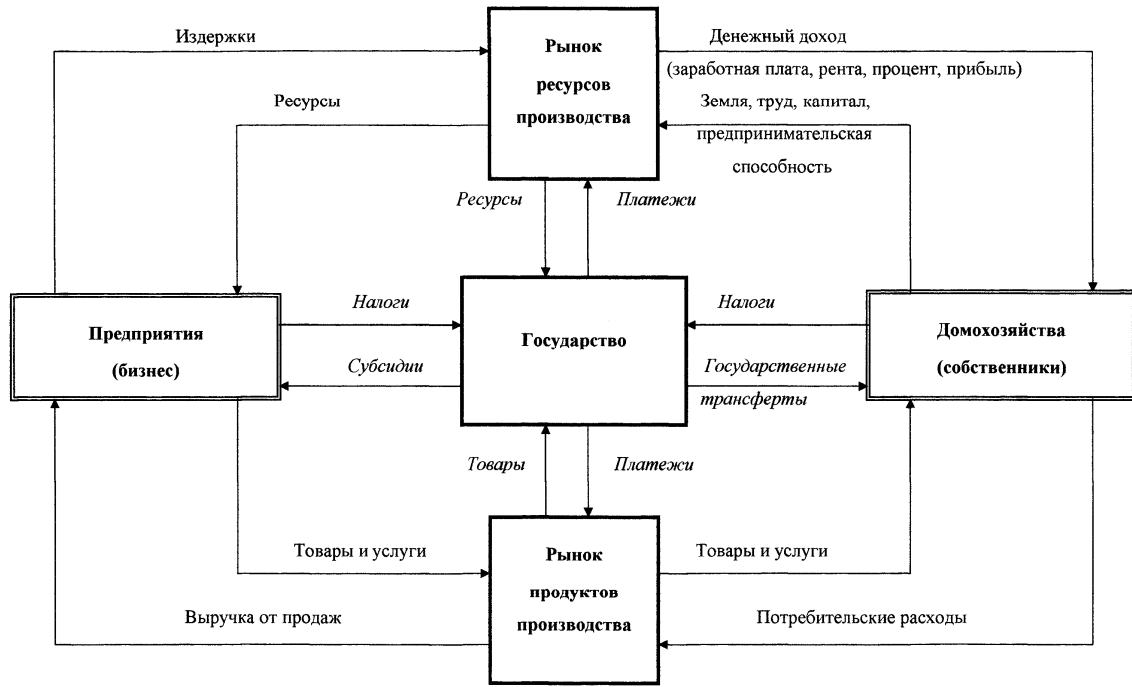 Издержки
Рынок
ресурсов
производства
Денежный доход
(заработная плата, рента, процент, прибыль)
Ресурсы
Земля, труд, капитал,
предпринимательская
способность
Ресурсы
Платежи
Предприятия
(бизнес)
Налоги
Субсидии
Государство
Налоги
Государственные
трансферты
Домохозяйства
(собственники)
Товары
Платежи
Товары и услуги
Рынок
продуктов
производства
Товары и услуги
Выручка от продаж
Потребительские расходы